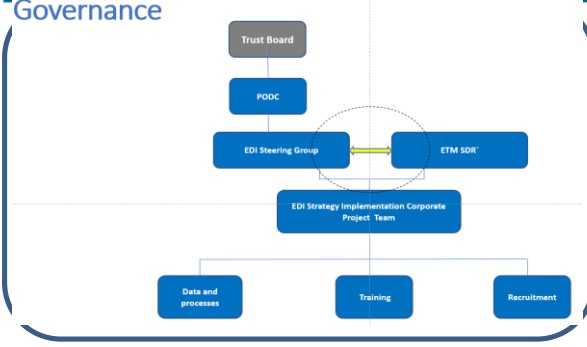 Governance
Trust Board
PODC
EDI Steering Group
ETM SDR`
EDI Strategy Implementation Corporate
Project Team
Data and
processes
Training
Recruitment